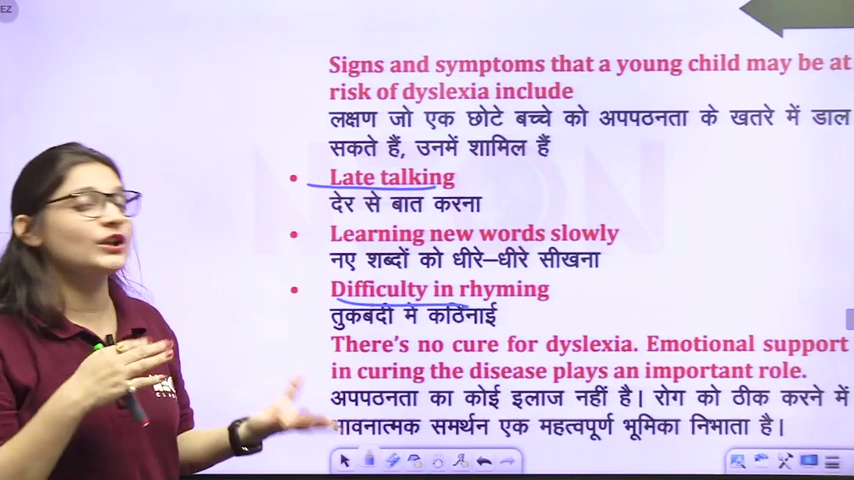 EZ
Signs and symptoms that a young child may be at
risk of dyslexia include
लक्षण जो एक छोटे बच्चे को अपपठनता के खतरे में डाल
सकते हैं, उनमें शामिल हैं
• Late talking
देर से बात करना
• Learning new words slowly
नए शब्दों को धीरे–धीरे सीखना
• Difficulty in rhyming
तुकबंदी में कठिनाई
There's no cure for dyslexia. Emotional support
in curing the disease plays an important role.
अपपठनता का कोई इलाज नहीं है। रोग को ठीक करने में
भावनात्मक समर्थन एक महत्वपूर्ण भूमिका निभाता है।